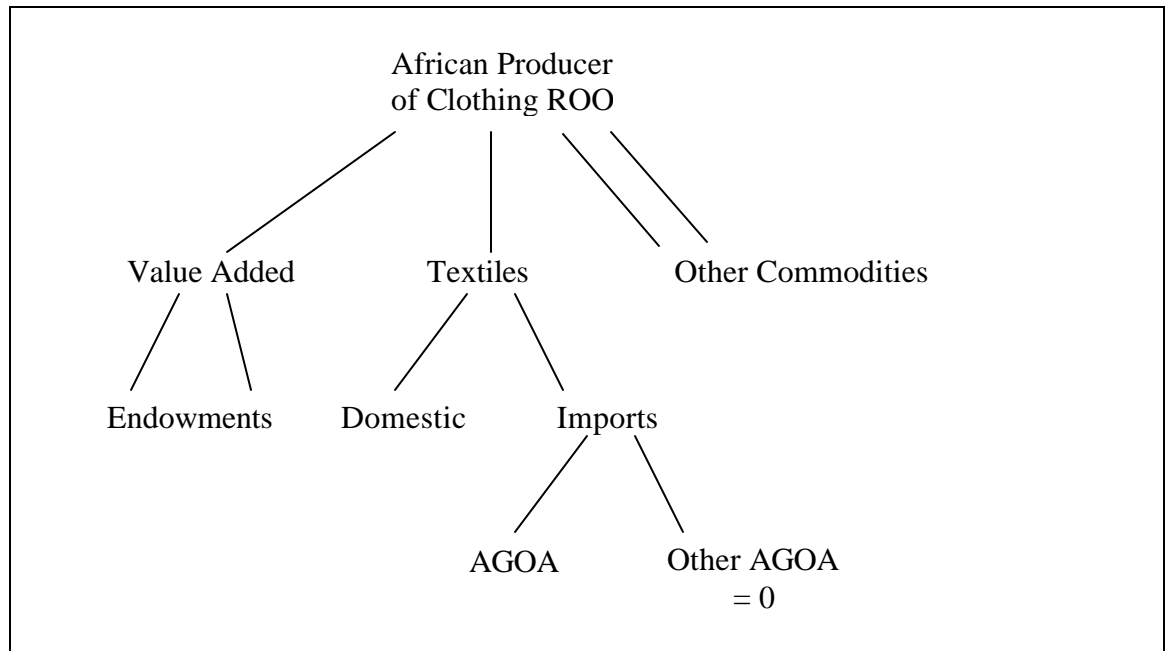 African Producer
of Clothing ROO
Value Added
Textiles
Other Commodities
Endowments
Domestic
Imports
AGOA
Other AGOA
= 0